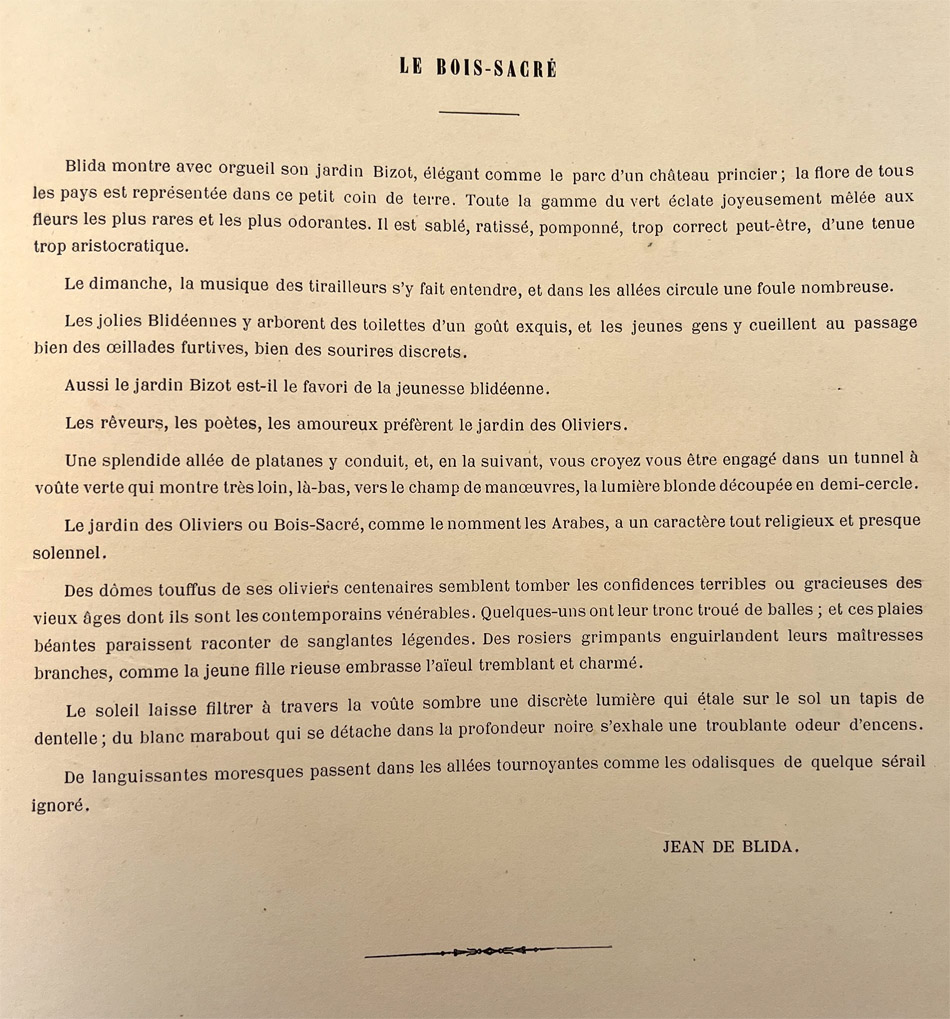 LE BOIS-SACRÉ
Blida montre avec orgueil son jardin Bizot, élégant comme le parc d'un château princier ; la flore de tous
les pays est représentée dans ce petit coin de terre. Toute la gamme du vert éclate joyeusement mêlée aux
fleurs les plus rares et les plus odorantes. Il est sablé, ratissé, pomponné, trop correct peut-être, d'une tenue
trop aristocratique.
Le dimanche, la musique des tirailleurs s'y fait entendre, et dans les allées circule une foule nombreuse.
Les jolies Blidéennes y arborent des toilettes d'un goût exquis, et les jeunes gens y cueillent au passage
bien des œillades furtives, bien des sourires discrets.
Aussi le jardin Bizot est-il le favori de la jeunesse blidéenne.
Les rêveurs, les poètes, les amoureux préfèrent le jardin des Oliviers.
Une splendide allée de platanes y conduit, et, en la suivant, vous croyez vous être engagé dans un tunnel à
voûte verte qui montre très loin, là-bas, vers le champ de manœuvres, la lumière blonde découpée en demi-cercle.
Le jardin des Oliviers ou Bois-Sacré, comme le nomment les Arabes, a un caractère tout religieux et presque
solennel.
Des dômes touffus de ses oliviers centenaires semblent tomber les confidences terribles ou gracieuses des
vieux âges dont ils sont les contemporains vénérables. Quelques-uns ont leur tronc troué de balles ; et ces plaies
béantes paraissent raconter de sanglantes légendes. Des rosiers grimpants enguirlandent leurs maîtresses
branches, comme la jeune fille rieuse embrasse l'aïeul tremblant et charmé.
Le soleil laisse filtrer à travers la voûte sombre une discrète lumière qui étale sur le sol un tapis de
dentelle ; du blanc marabout qui se détache dans la profondeur noire s'exhale une troublante odeur d'encens.
De languissantes moresques passent dans les allées tournoyantes comme les odalisques de quelque sérail
ignoré.
JEAN DE BLIDA.